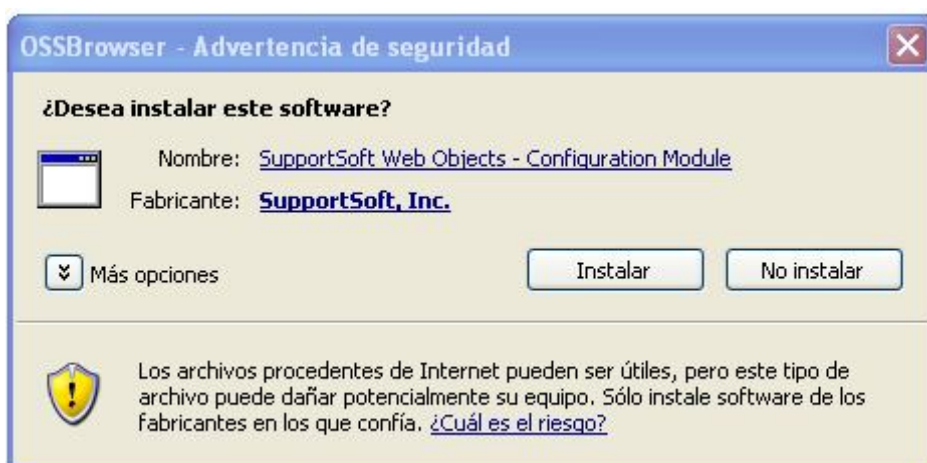 OSSBrowser - Advertencia de seguridad
¿Desea instalar este software?
Nombre: SupportSoft Web Objects - Configuration Module
Fabricante: SupportSoft, Inc.
Más opciones
Instalar
No instalar
Los archivos procedentes de Internet pueden ser útiles, pero este tipo de
archivo puede dañar potencialmente su equipo. Sólo instale software de los
fabricantes en los que confía. ¿Cuál es el riesgo?